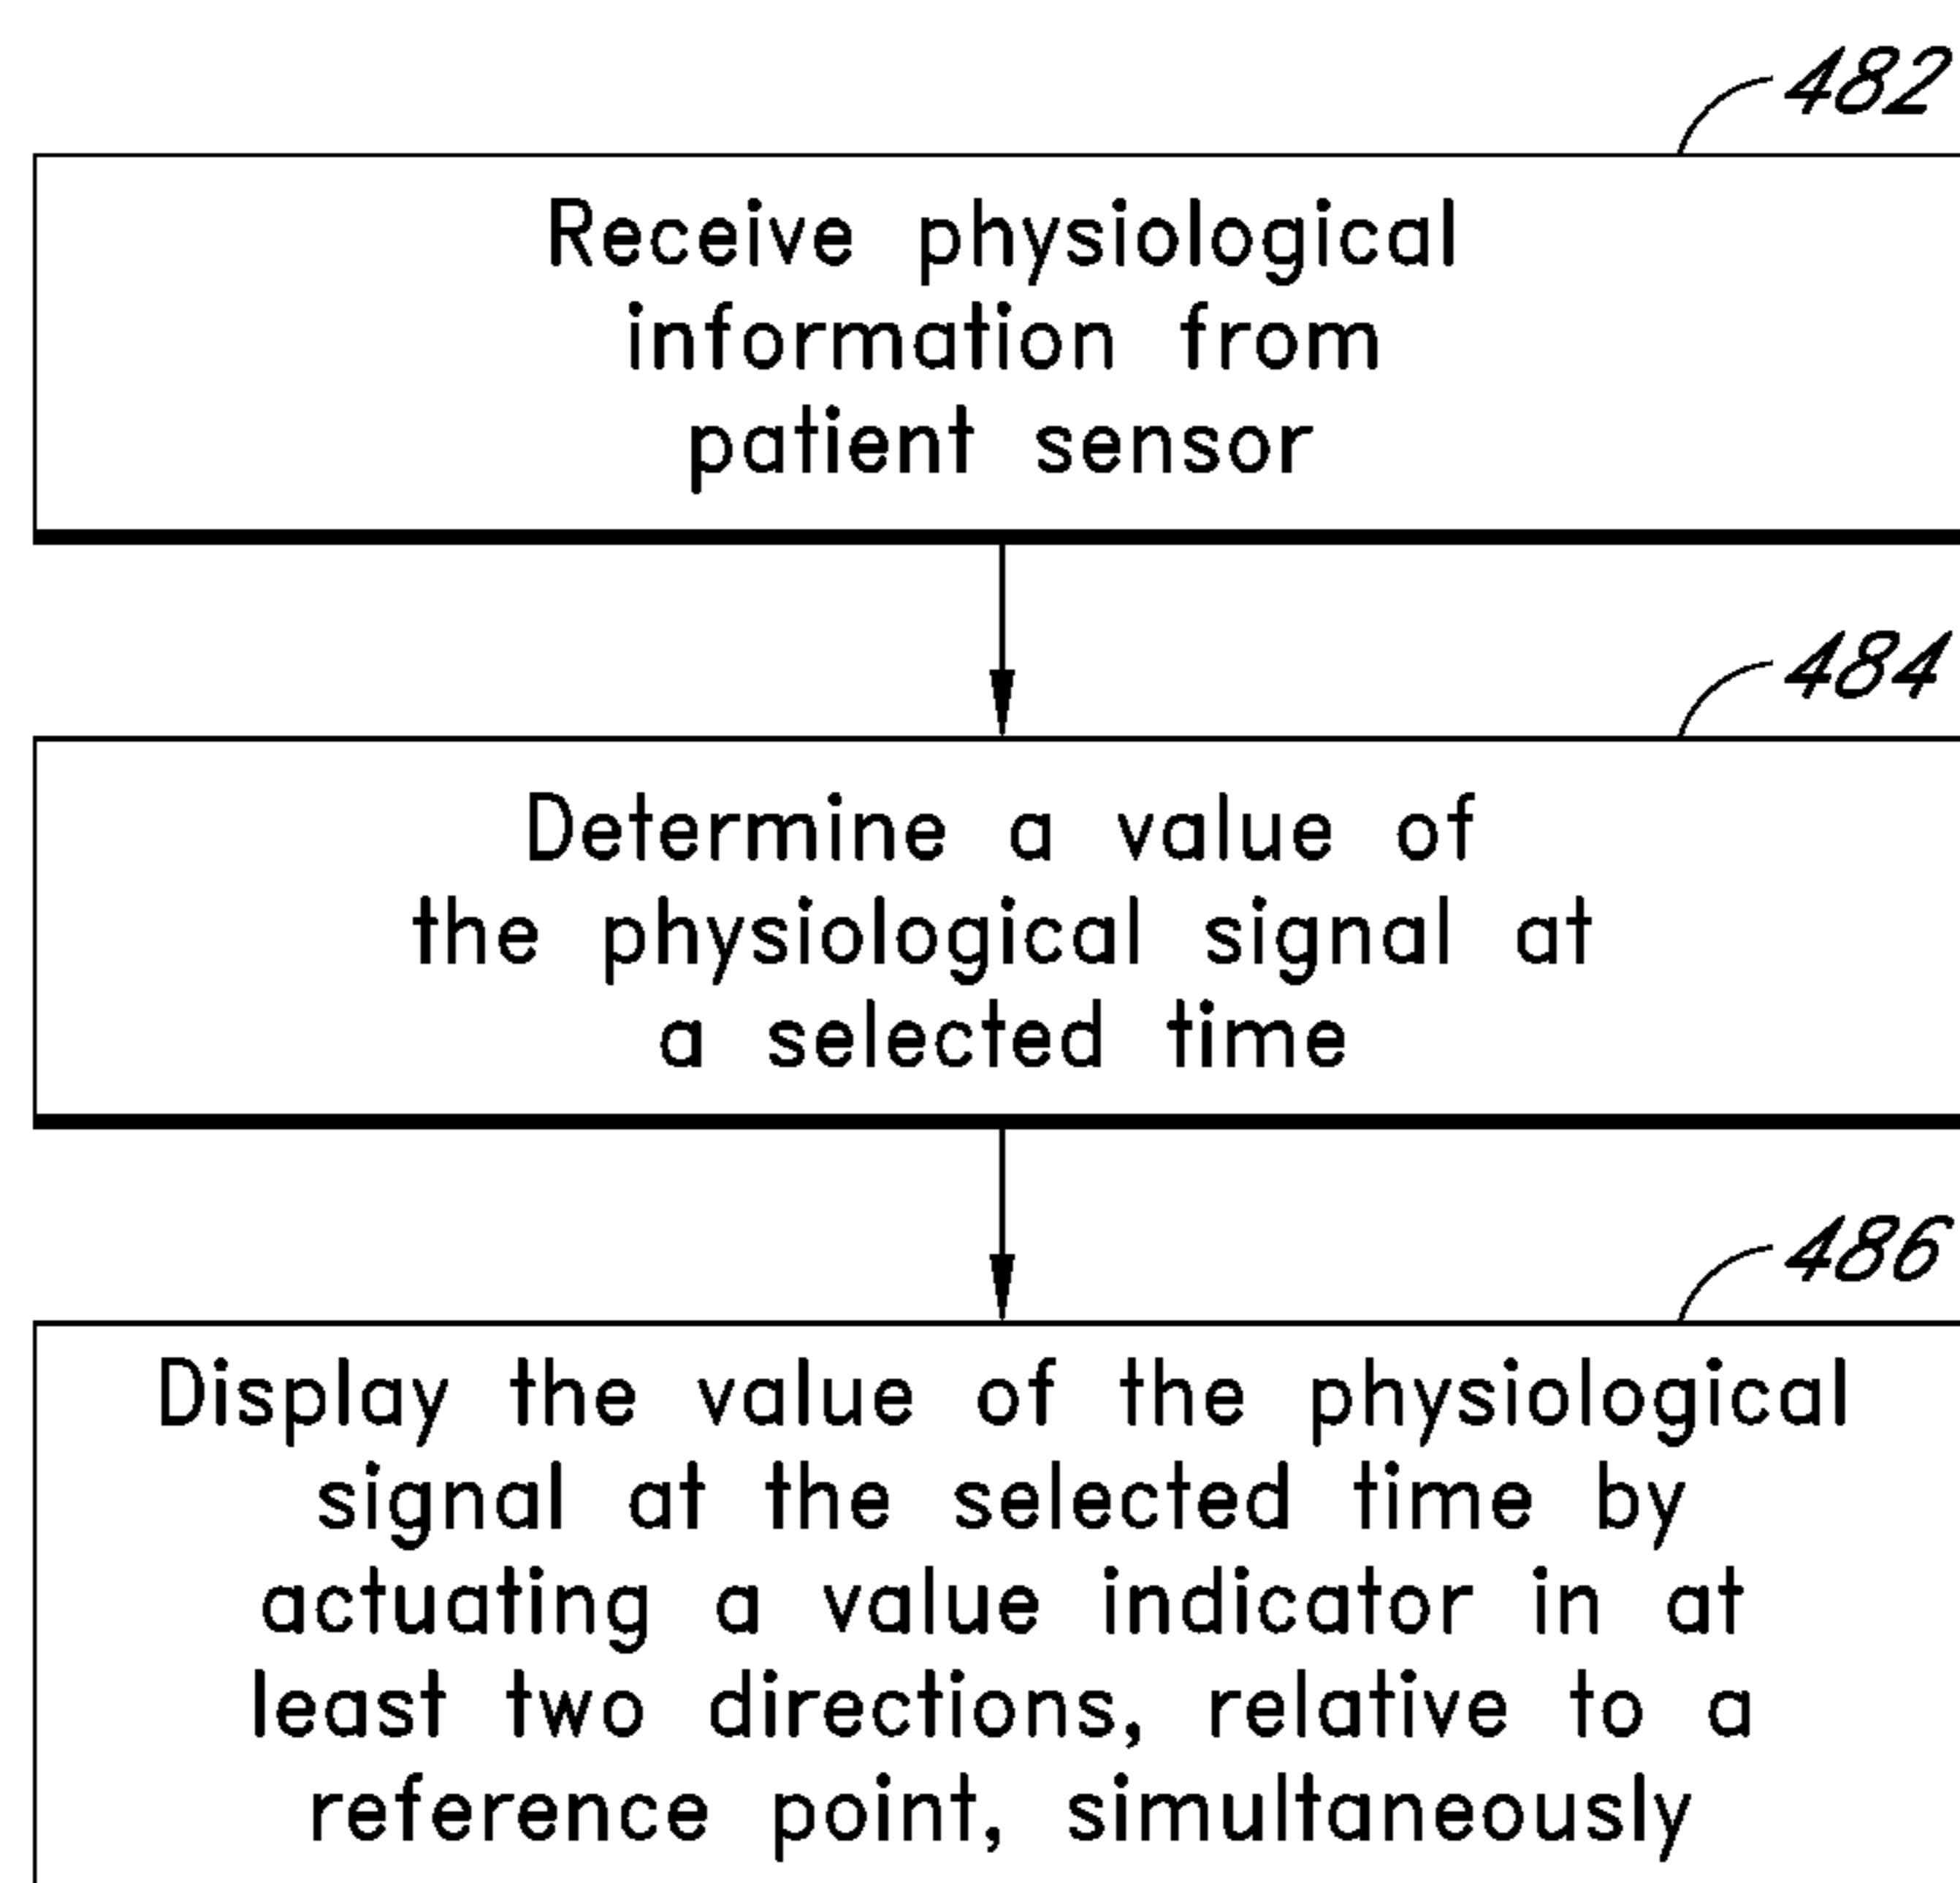 482
Receive physiological
information from
patient sensor
484
Determine a value of
the physiological signal at
a selected time
486
Display the value of the physiological
signal at the selected time by
actuating a value indicator in at
least two directions, relative to a
reference point, simultaneously